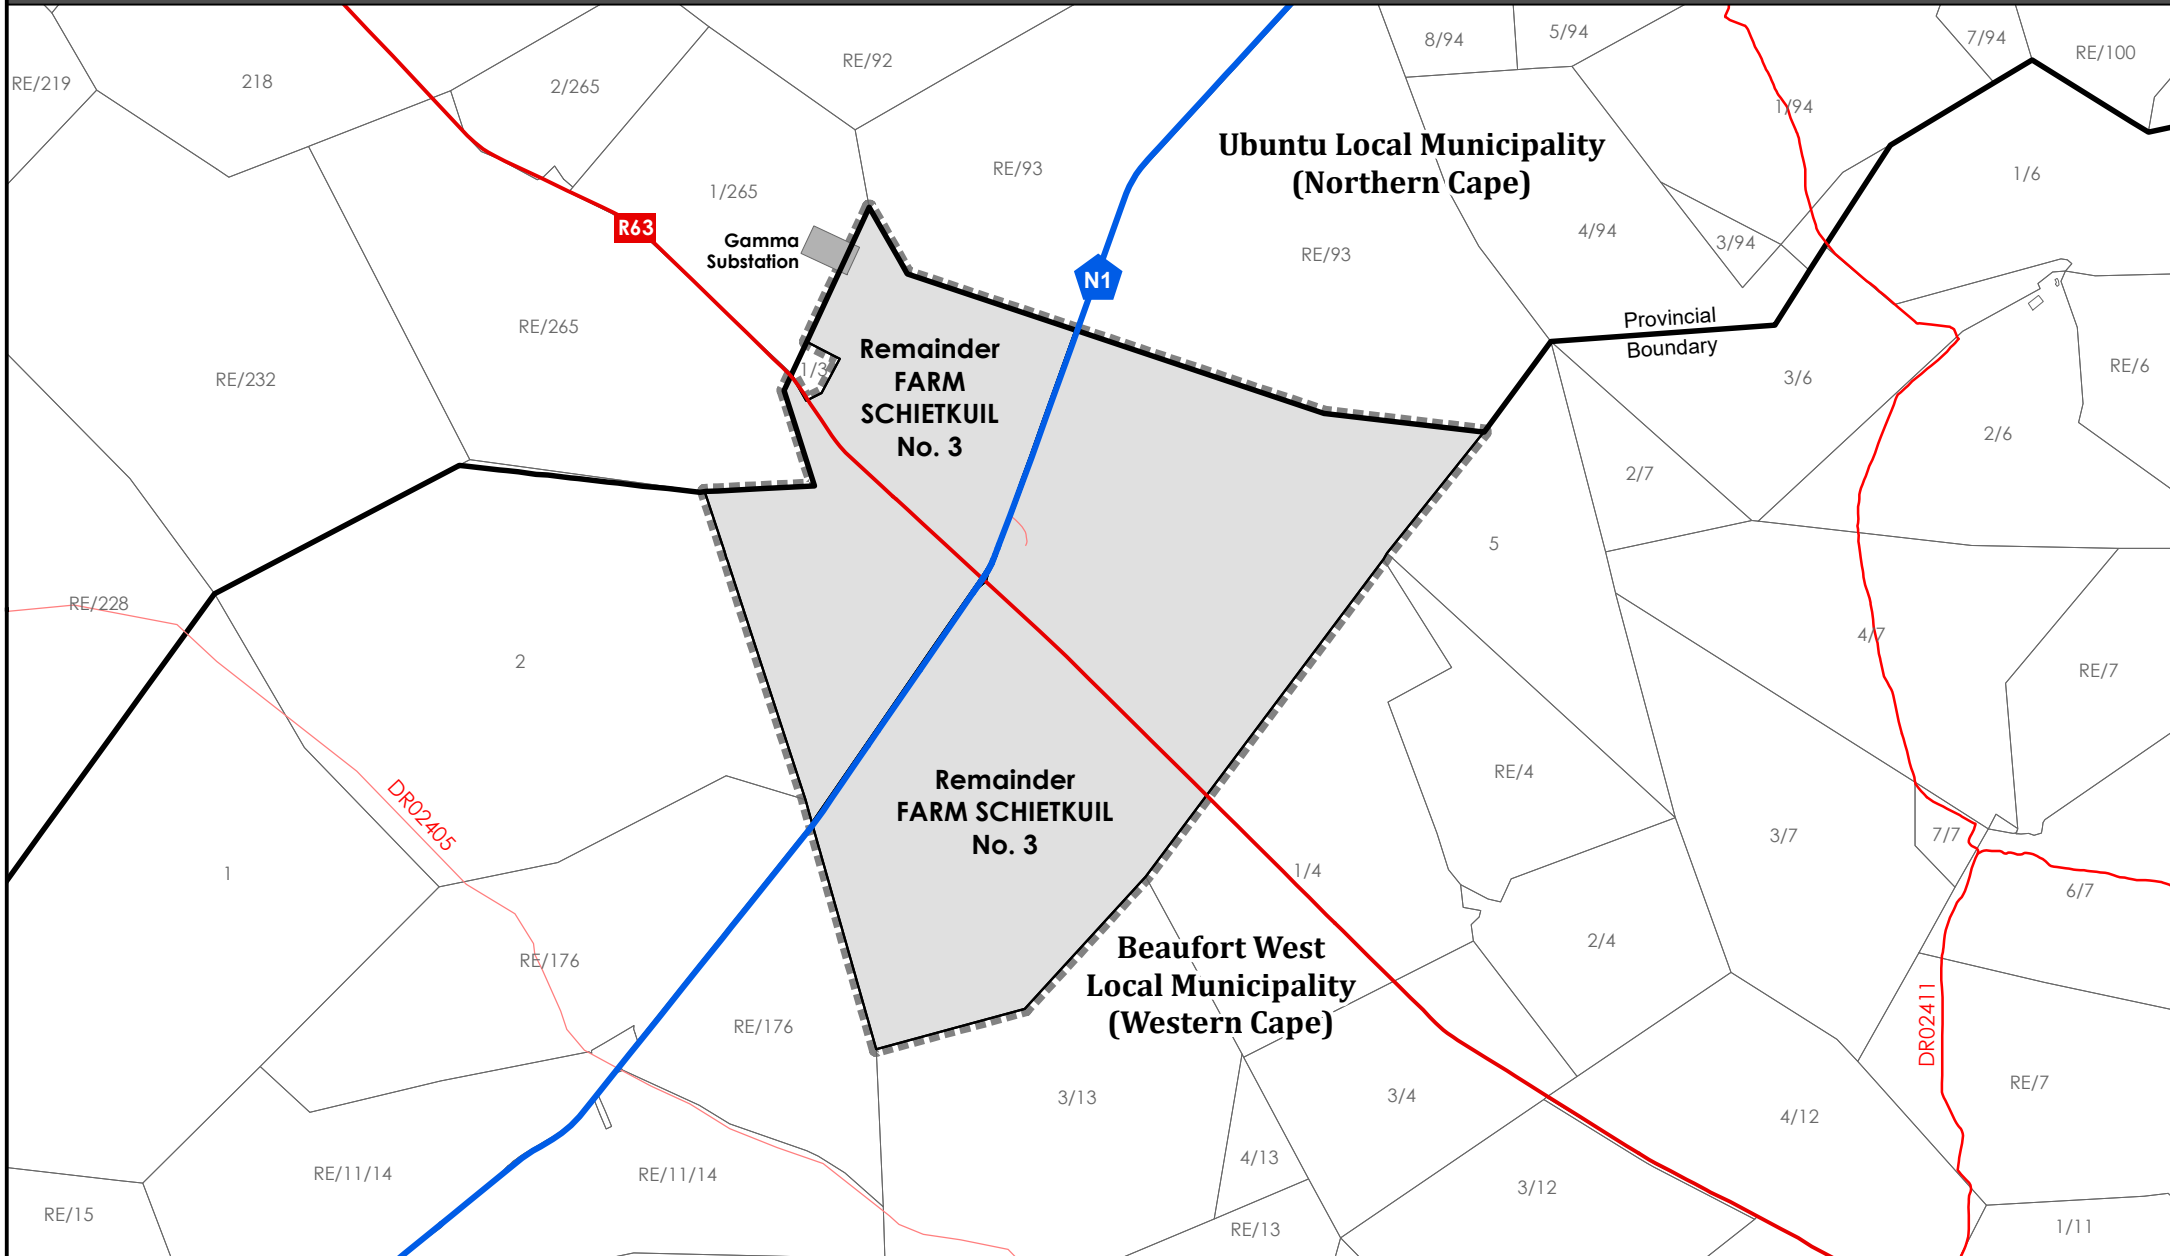 8/94
5/94
7/94
RE/100
RE/219
218
2/265
RE/92
1/94
Ubuntu Local Municipality
(Northern Cape)
RE/93
1/6
1/265
R63
Gamma
Substation
4/94
3/94
RE/93
N1
RE/265
Provincial
Boundary
Remainder
FARM
SCHIETKUIL
No. 3
1/3
RE/232
3/6
RE/6
2/6
2/7
5
RE/228
2
4/7
RE/7
DR02405
Remainder
FARM SCHIETKUIL
No. 3
RE/4
3/7
7/7
1
1/4
6/7
Beaufort West
Local Municipality
(Western Cape)
2/4
RE/176
RE/176
DR02411
3/13
3/4
4/12
RE/7
RE/11/14
RE/11/14
4/13
3/12
RE/15
RE/13
1/11